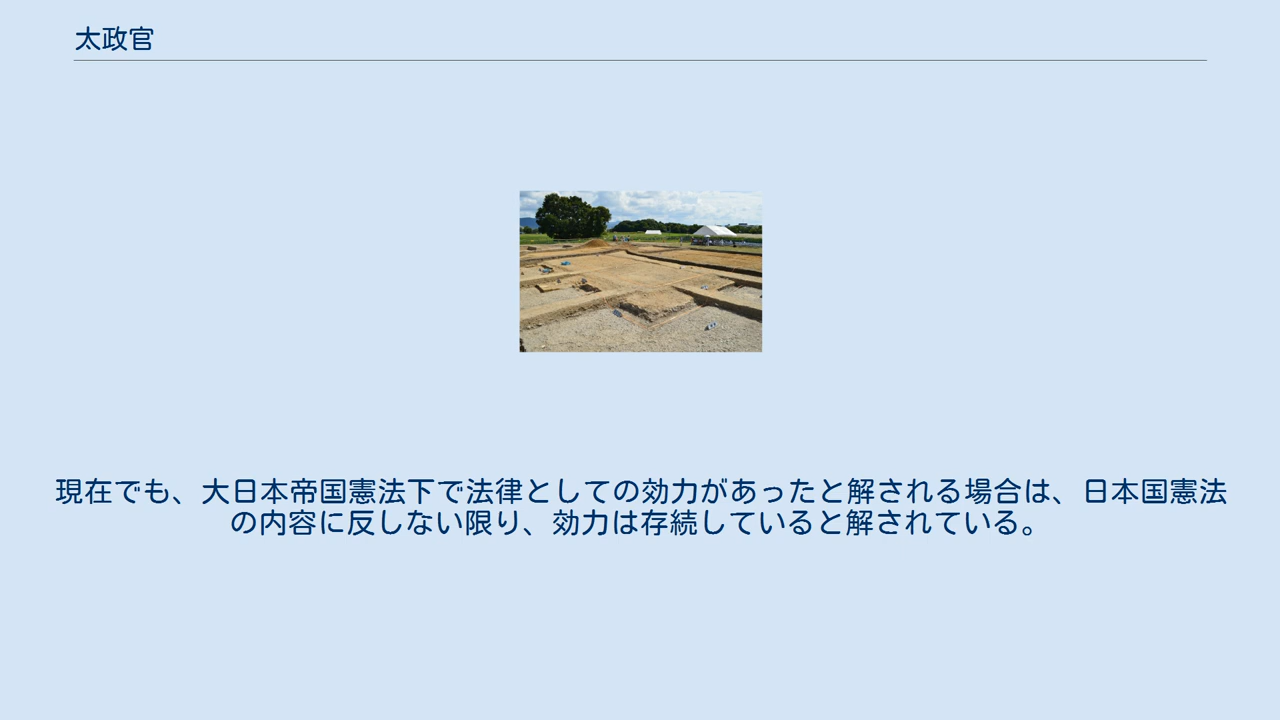 太政官
現在でも、大日本帝国憲法下で法律としての効力があったと解される場合は、日本国憲法
の内容に反しない限り、効力は存続していると解されている。